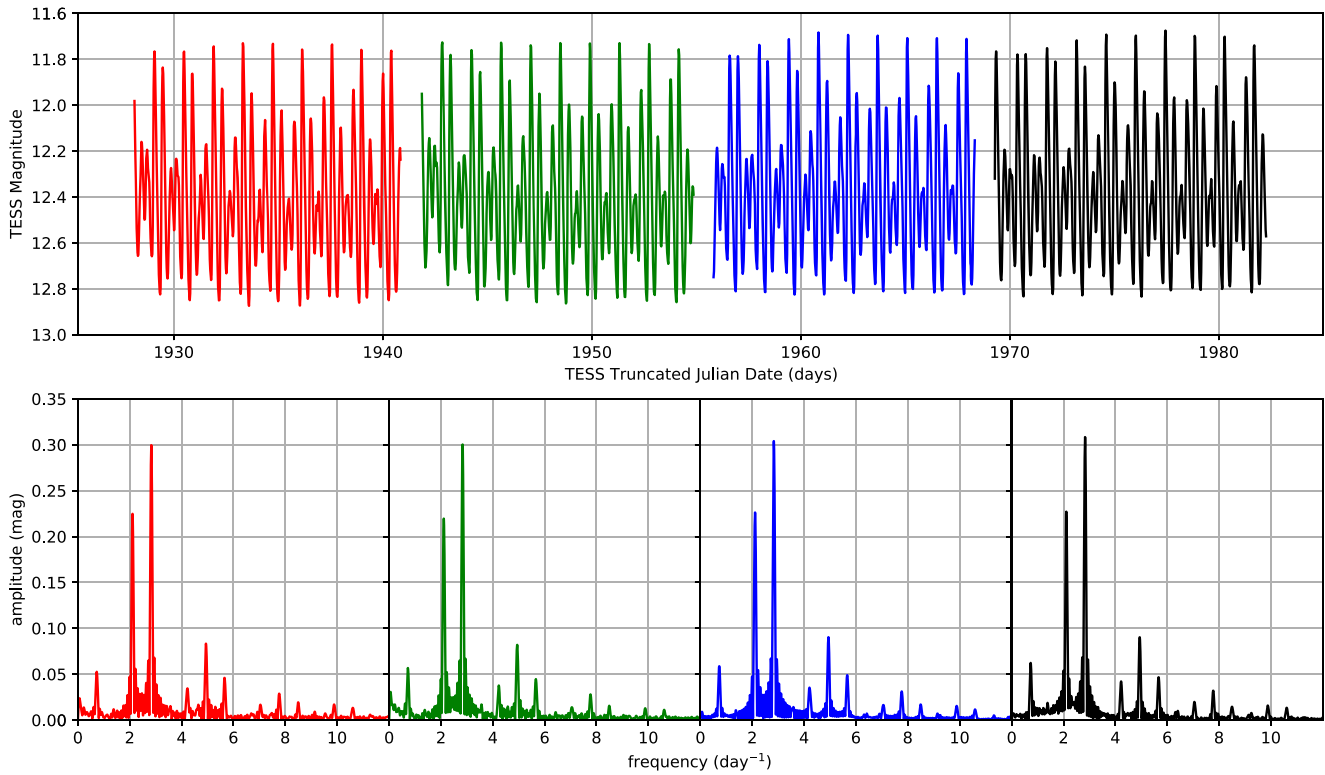 11.6
11.8
12.0
12.2
12.4
12.6
12.8
13.0
TESS Magnitude
1930 1940 1950 1960 1970 1980
TESS Truncated Julian Date (days)
0.35
0.30
0.25
0.20
0.15
0.10
0.05
0.00
amplitude (mag)
0 2 4 6 8 10 0 2 4 6 8 10 0 2 4 6 8 10 0 2 4 6 8 10
frequency (day⁻¹)